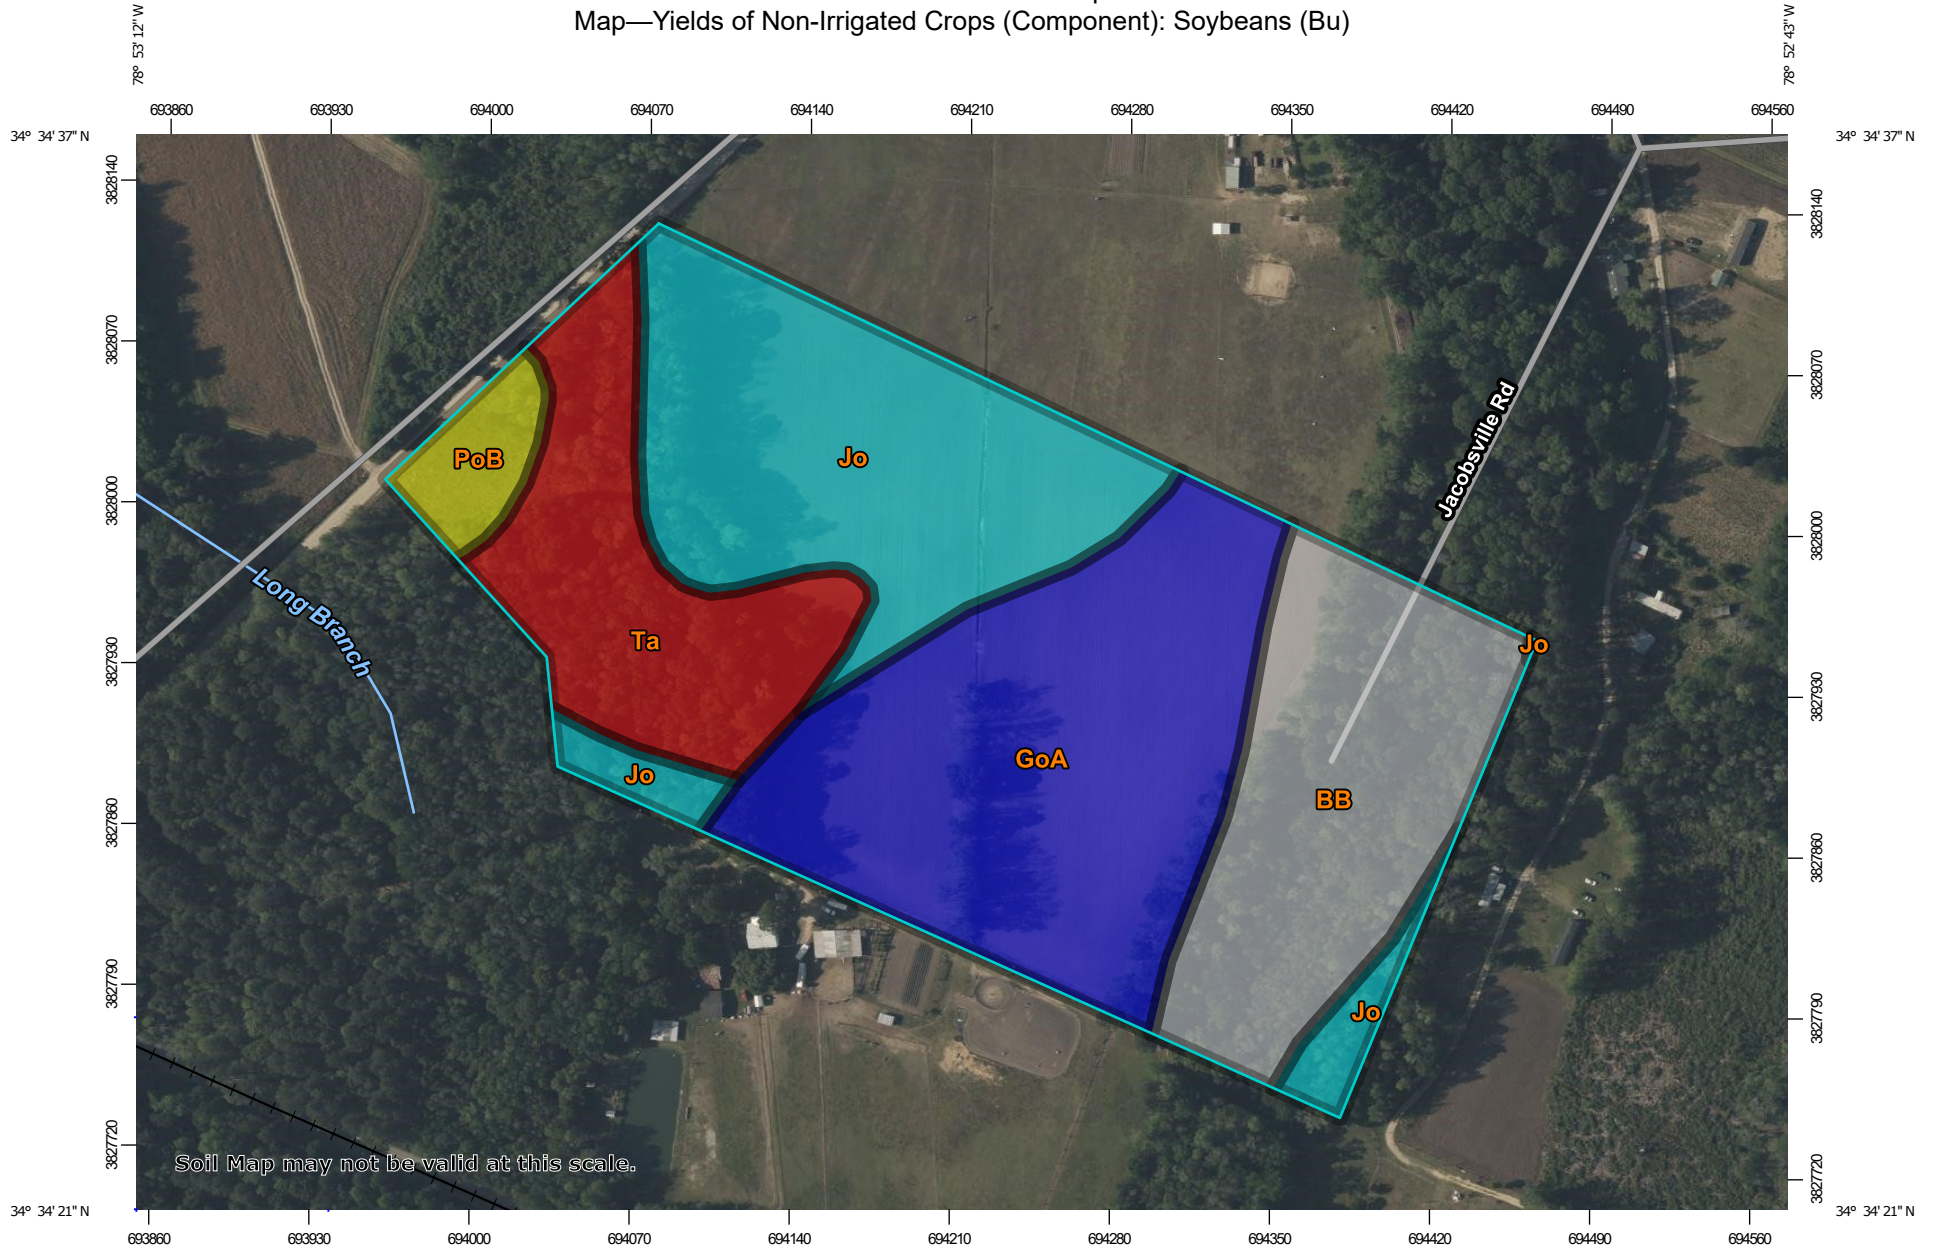 Map—Yields of Non-Irrigated Crops (Component): Soybeans (Bu)
78° 53' 12'' W
78° 52' 43'' W
693860 693930 694000 694070 694140 694210 694280 694350 694420 694490 694560
34° 34' 37'' N
34° 34' 37'' N
3828140
3828140
3828070
3828070
Jacobsville Rd
PoB
Jo
3828000
3828000
Long Branch
Ta
Jo
3827930
3827930
GoA
Jo
BB
3827860
3827860
3827790
Jo
3827790
3827720
3827720
Soil Map may not be valid at this scale.
34° 34' 21'' N
34° 34' 21'' N
693860 693930 694000 694070 694140 694210 694280 694350 694420 694490 694560